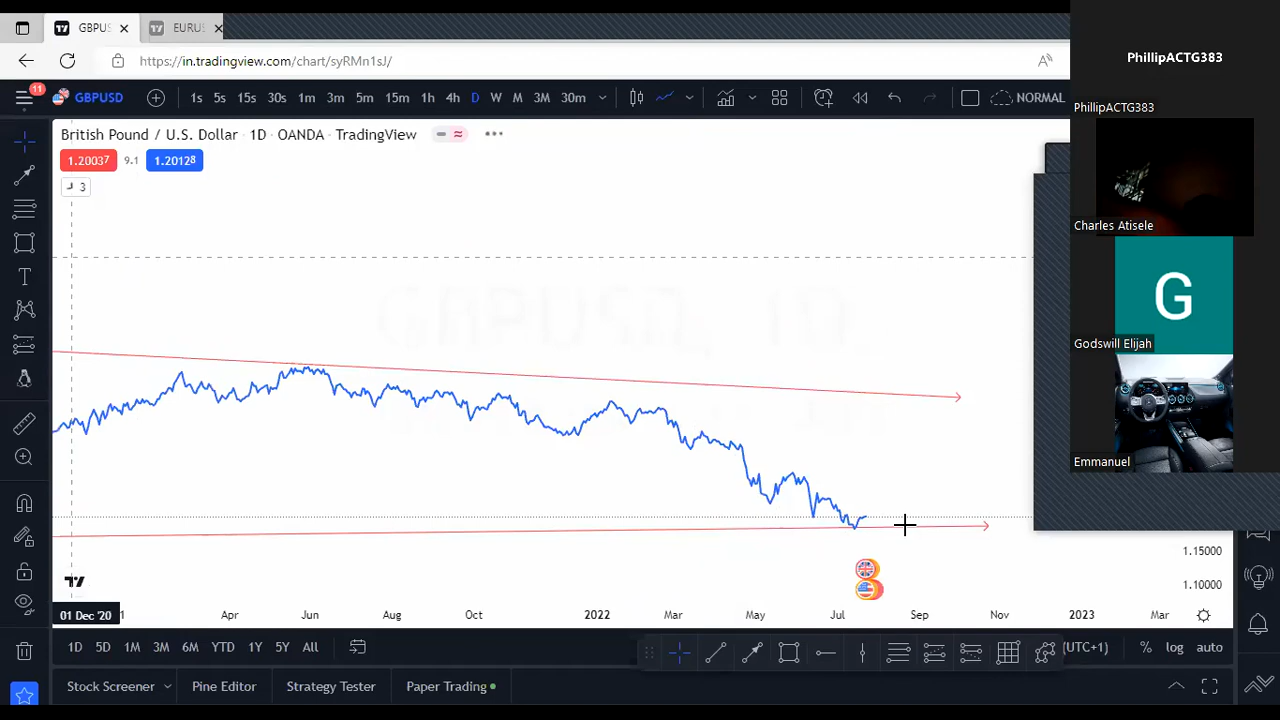 GBPUS
EURU
PhillipACTG383
https://in.tradingview.com/chart/syRMn1sJ/
11
GBPUSD
1s 5s 15s 30s 1m 3m 5m 15m 1h 4h D W M 3M 30m
NORMAL
PhillipACTG383
British Pound / U.S. Dollar · 1D · OANDA · TradingView
1.20037 9.1 1.20128
3
Charles Atisele
G
Godswill Elijah
GBPUSD, 1D
Emmanuel
1.15000
1.10000
01 Dec '20 Apr Jun Aug Oct 2022 Mar May Jul Sep Nov 2023 Mar
1D 5D 1M 3M 6M YTD 1Y 5Y All
(UTC+1) % log auto
Stock Screener Pine Editor Strategy Tester Paper Trading